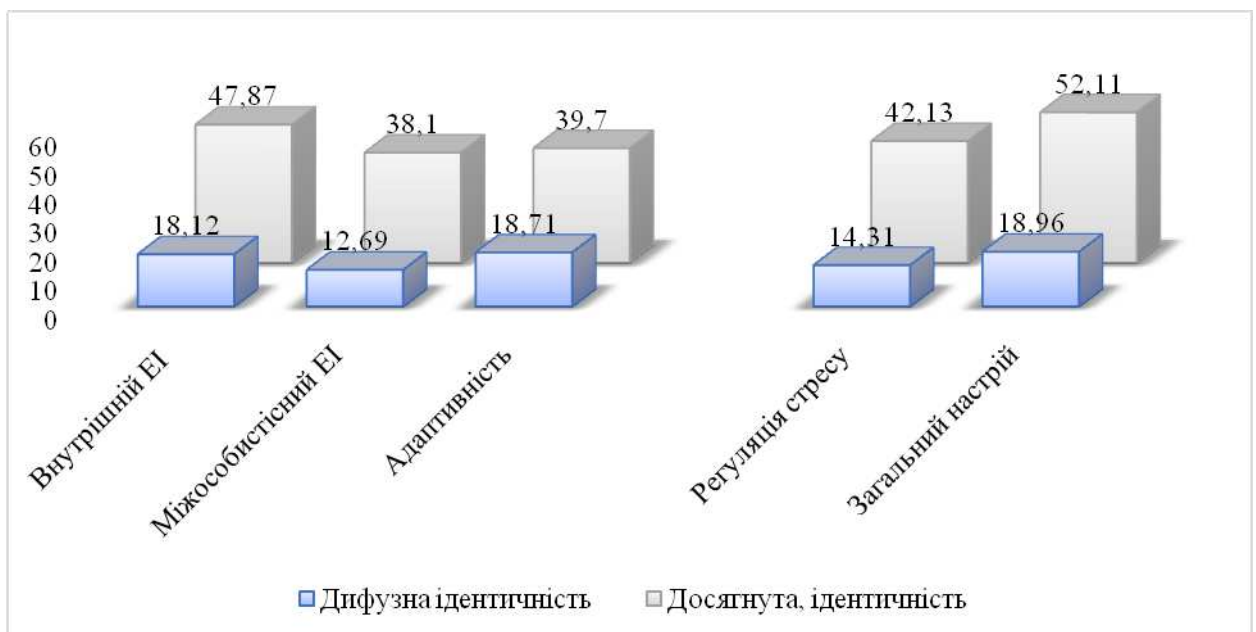 47,87
38,1
39,7
42,13
52,11
60
50
40
30
20
10
0
18,12
12,69
18,71
14,31
18,96
Внутрішній ЕІ
Міжособистісний ЕІ
Адаптивність
Регуляція стресу
Загальний настрій
Дифузна ідентичність
Досягнута, ідентичність